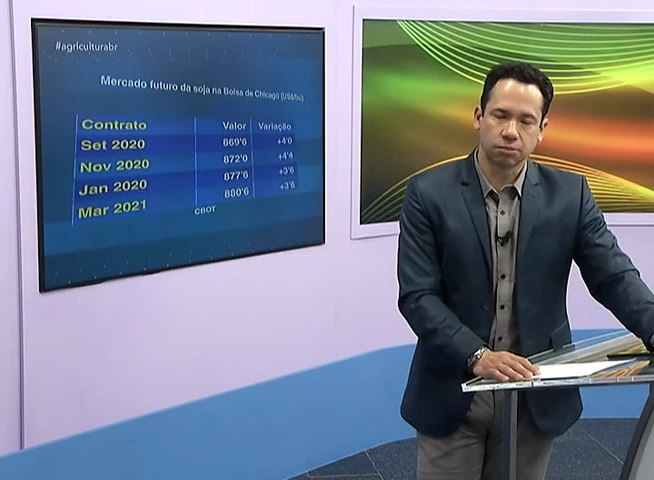 #agriculturabr
Mercado futuro da soja na Bolsa de Chicago (US$/bu)
Contrato Valor Variação
Set 2020 869'6 +4'0
Nov 2020 872'0 +4'4
Jan 2020 877'6 +3'6
Mar 2021 880'6 +3'6
CBOT